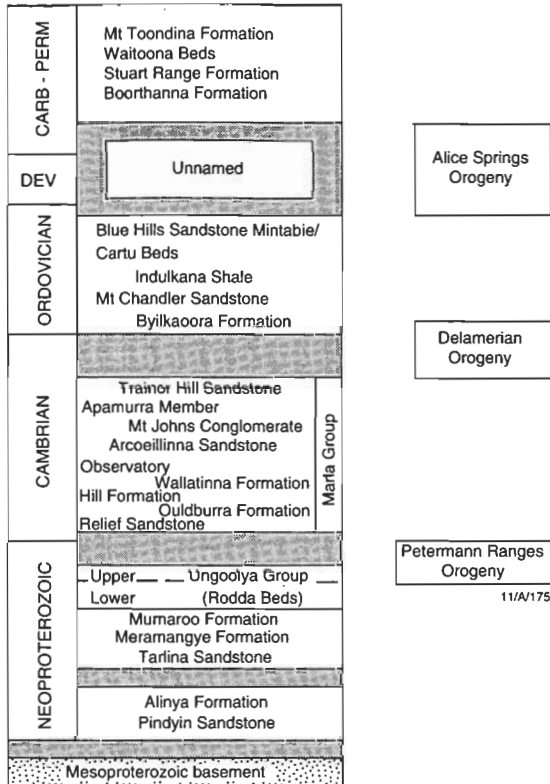 CARB - PERM
Mt Toondina Formation
Waitoona Beds
Stuart Range Formation
Boorthanna Formation
DEV
Unnamed
Alice Springs
Orogeny
ORDOVICIAN
Blue Hills Sandstone Mintabie/
Cartu Beds
Indulkana Shale
Mt Chandler Sandstone
Byilkaoora Formation
Delamerian
Orogeny
CAMBRIAN
Trainor Hill Sandstone
Apamurra Member
Mt Johns Conglomerate
Arcoeillinna Sandstone
Observatory
Wallatinna Formation
Hill Formation
Ouldburra Formation
Relief Sandstone
Marla Group
Petermann Ranges
Orogeny
11/A/175
NEOPROTEROZOIC
Upper Ungoolya Group
Lower (Rodda Beds)
Murnaroo Formation
Meramangye Formation
Tarlina Sandstone
Alinya Formation
Pindyin Sandstone
Mesoproterozoic basement